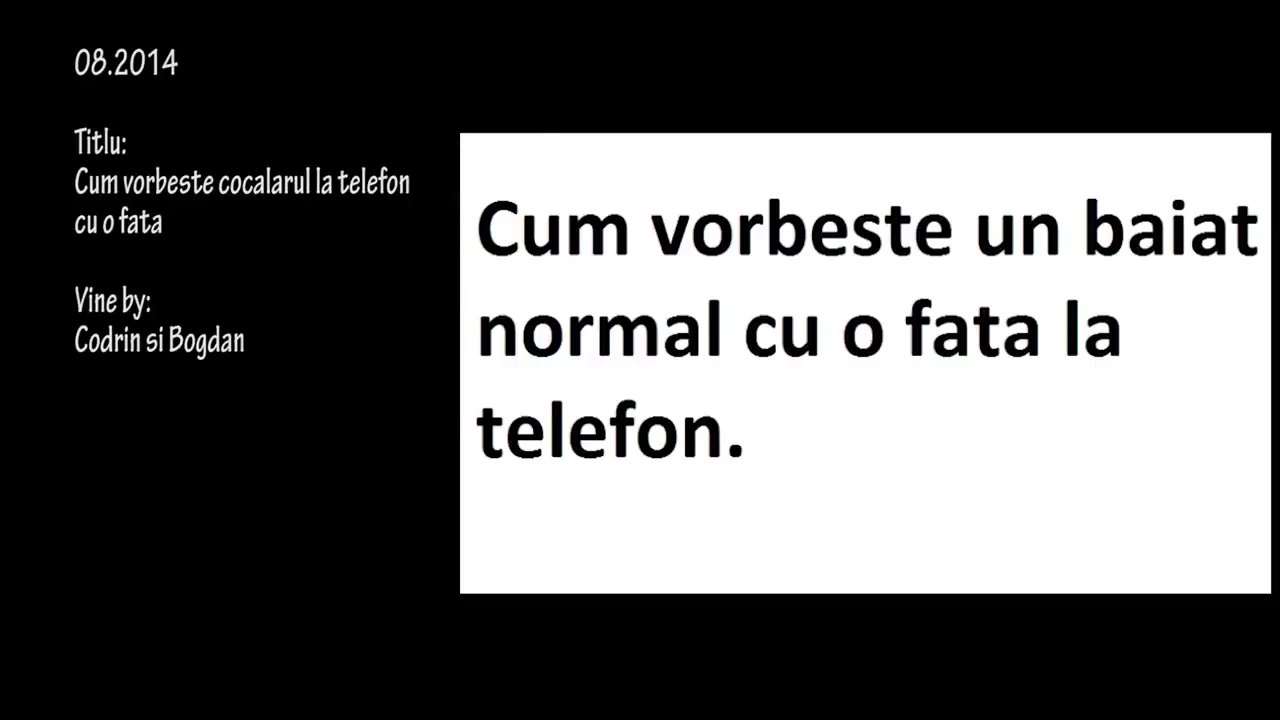 08.2014
Titlu:
Cum vorbeste cocalarul la telefon
cu o fata
Vine by:
Codrin si Bogdan
Cum vorbeste un baiat
normal cu o fata la
telefon.